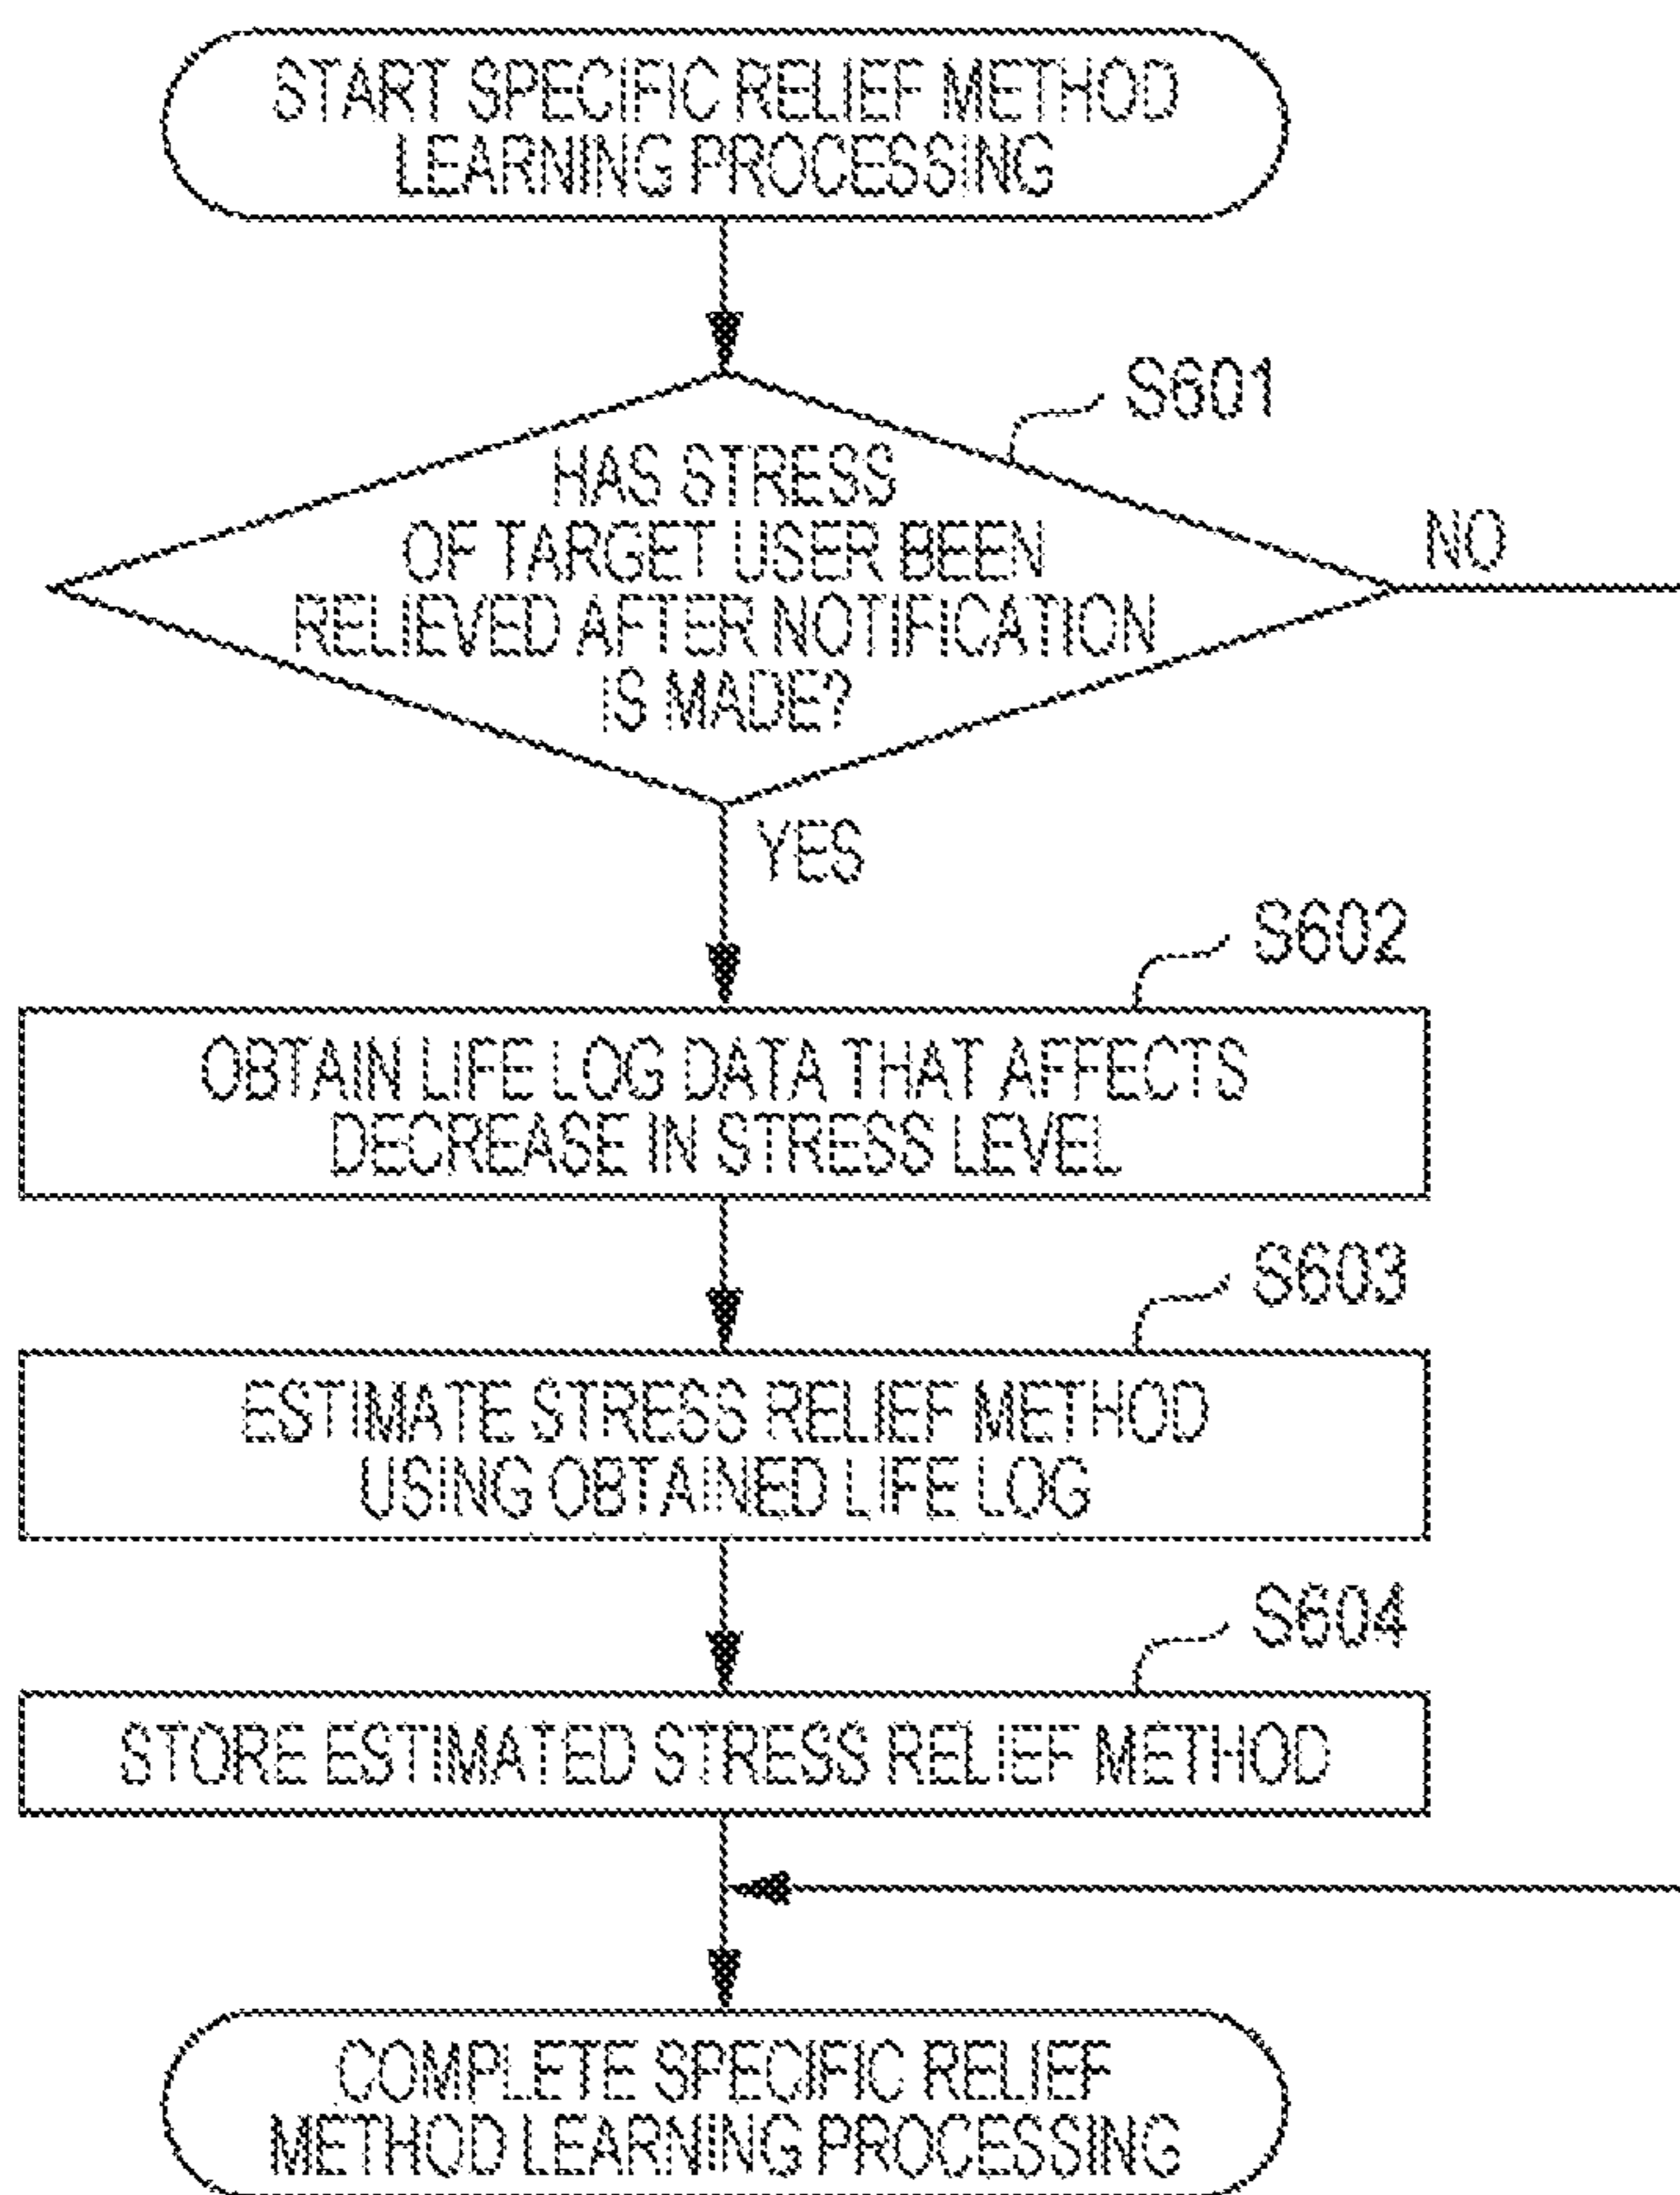 START SPECIFIC RELIEF METHOD
LEARNING PROCESSING
S601
HAS STRESS
OF TARGET USER BEEN
RELIEVED AFTER NOTIFICATION
IS MADE?
NO
YES
S602
OBTAIN LIFE LOG DATA THAT AFFECTS
DECREASE IN STRESS LEVEL
S603
ESTIMATE STRESS RELIEF METHOD
USING OBTAINED LIFE LOG
S604
STORE ESTIMATED STRESS RELIEF METHOD
COMPLETE SPECIFIC RELIEF
METHOD LEARNING PROCESSING